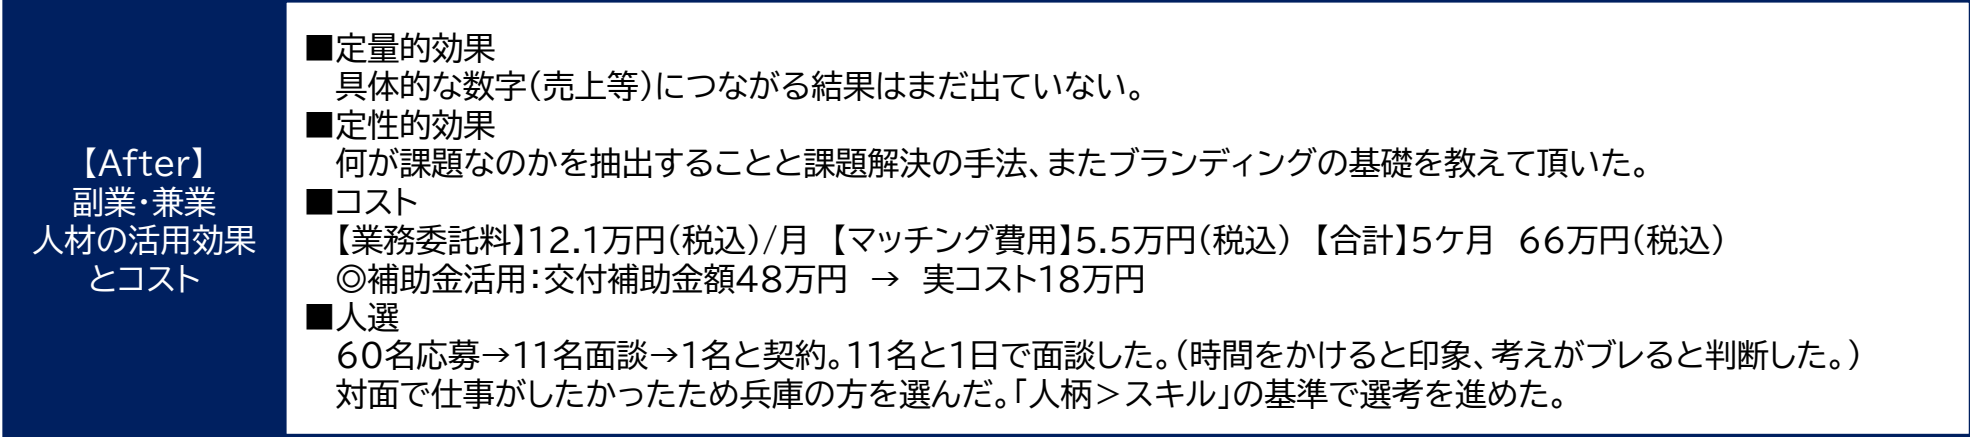 【After】
副業・兼業
人材の活用効果
とコスト
■定量的効果
具体的な数字(売上等)につながる結果はまだ出ていない。
■定性的効果
何が課題なのかを抽出することと課題解決の手法、またブランディングの基礎を教えて頂いた。
■コスト
【業務委託料】12.1万円(税込)/月 【マッチング費用】5.5万円(税込) 【合計】5ケ月 66万円(税込)
◎補助金活用:交付補助金額48万円 → 実コスト18万円
■人選
60名応募→11名面談→1名と契約。11名と1日で面談した。(時間をかけると印象、考えがブレると判断した。)
対面で仕事がしたかったため兵庫の方を選んだ。「人柄>スキル」の基準で選考を進めた。